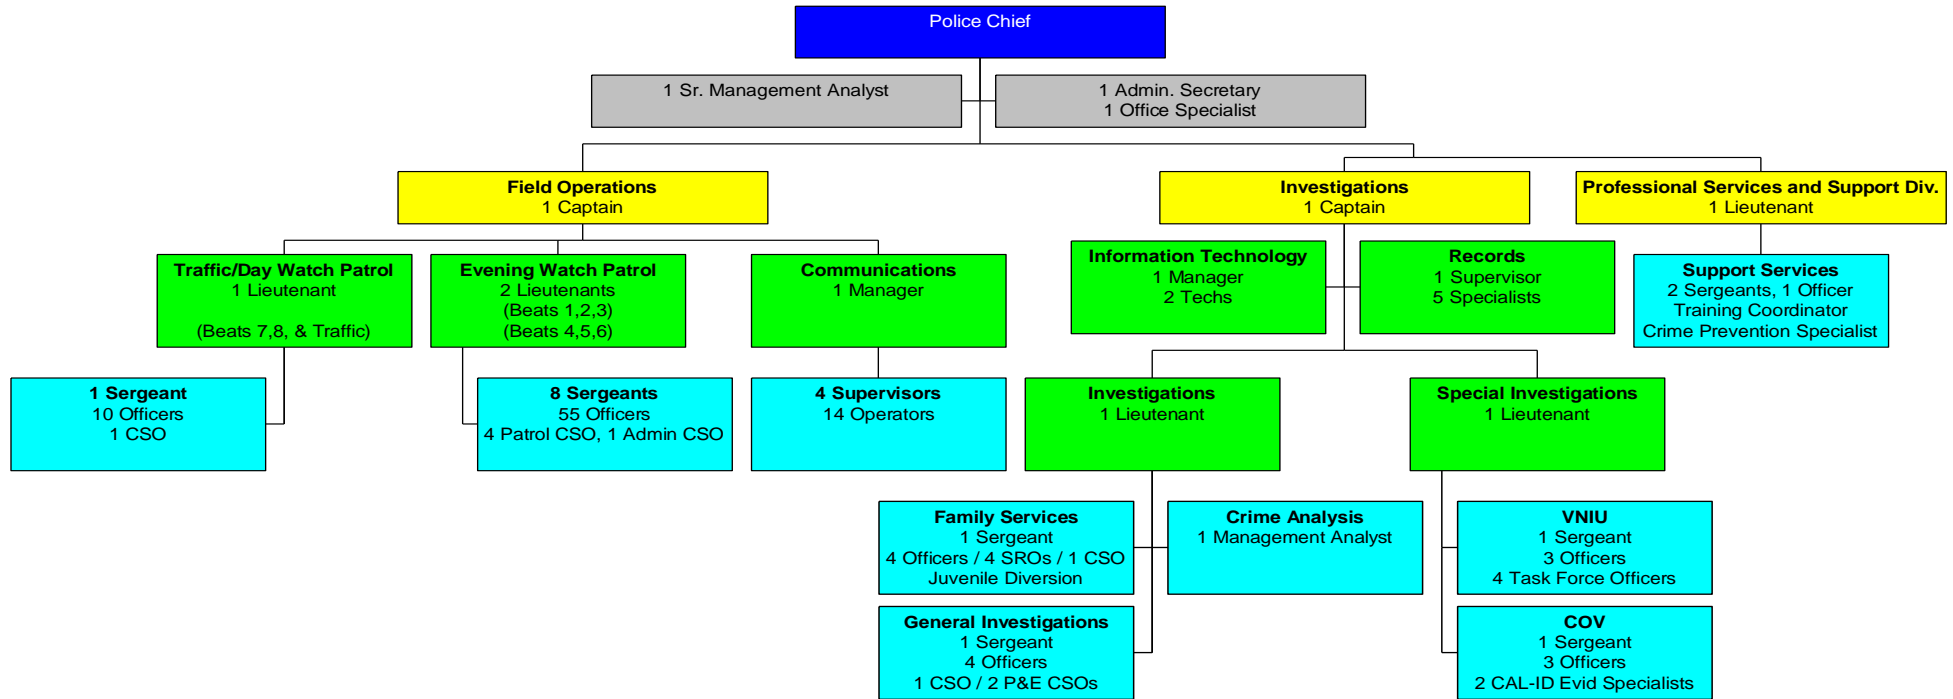 Police Chief
1 Sr. Management Analyst
1 Admin. Secretary
1 Office Specialist
Field Operations
1 Captain
Investigations
1 Captain
Professional Services and Support Div.
1 Lieutenant
Traffic/Day Watch Patrol
1 Lieutenant
(Beats 7,8, & Traffic)
Evening Watch Patrol
2 Lieutenants
(Beats 1,2,3)
(Beats 4,5,6)
Communications
1 Manager
Information Technology
1 Manager
2 Techs
Records
1 Supervisor
5 Specialists
Support Services
2 Sergeants, 1 Officer
Training Coordinator
Crime Prevention Specialist
1 Sergeant
10 Officers
1 CSO
8 Sergeants
55 Officers
4 Patrol CSO, 1 Admin CSO
4 Supervisors
14 Operators
Investigations
1 Lieutenant
Special Investigations
1 Lieutenant
Family Services
1 Sergeant
4 Officers / 4 SROs / 1 CSO
Juvenile Diversion
Crime Analysis
1 Management Analyst
VNIU
1 Sergeant
3 Officers
4 Task Force Officers
General Investigations
1 Sergeant
4 Officers
1 CSO / 2 P&E CSOs
COV
1 Sergeant
3 Officers
2 CAL-ID Evid Specialists